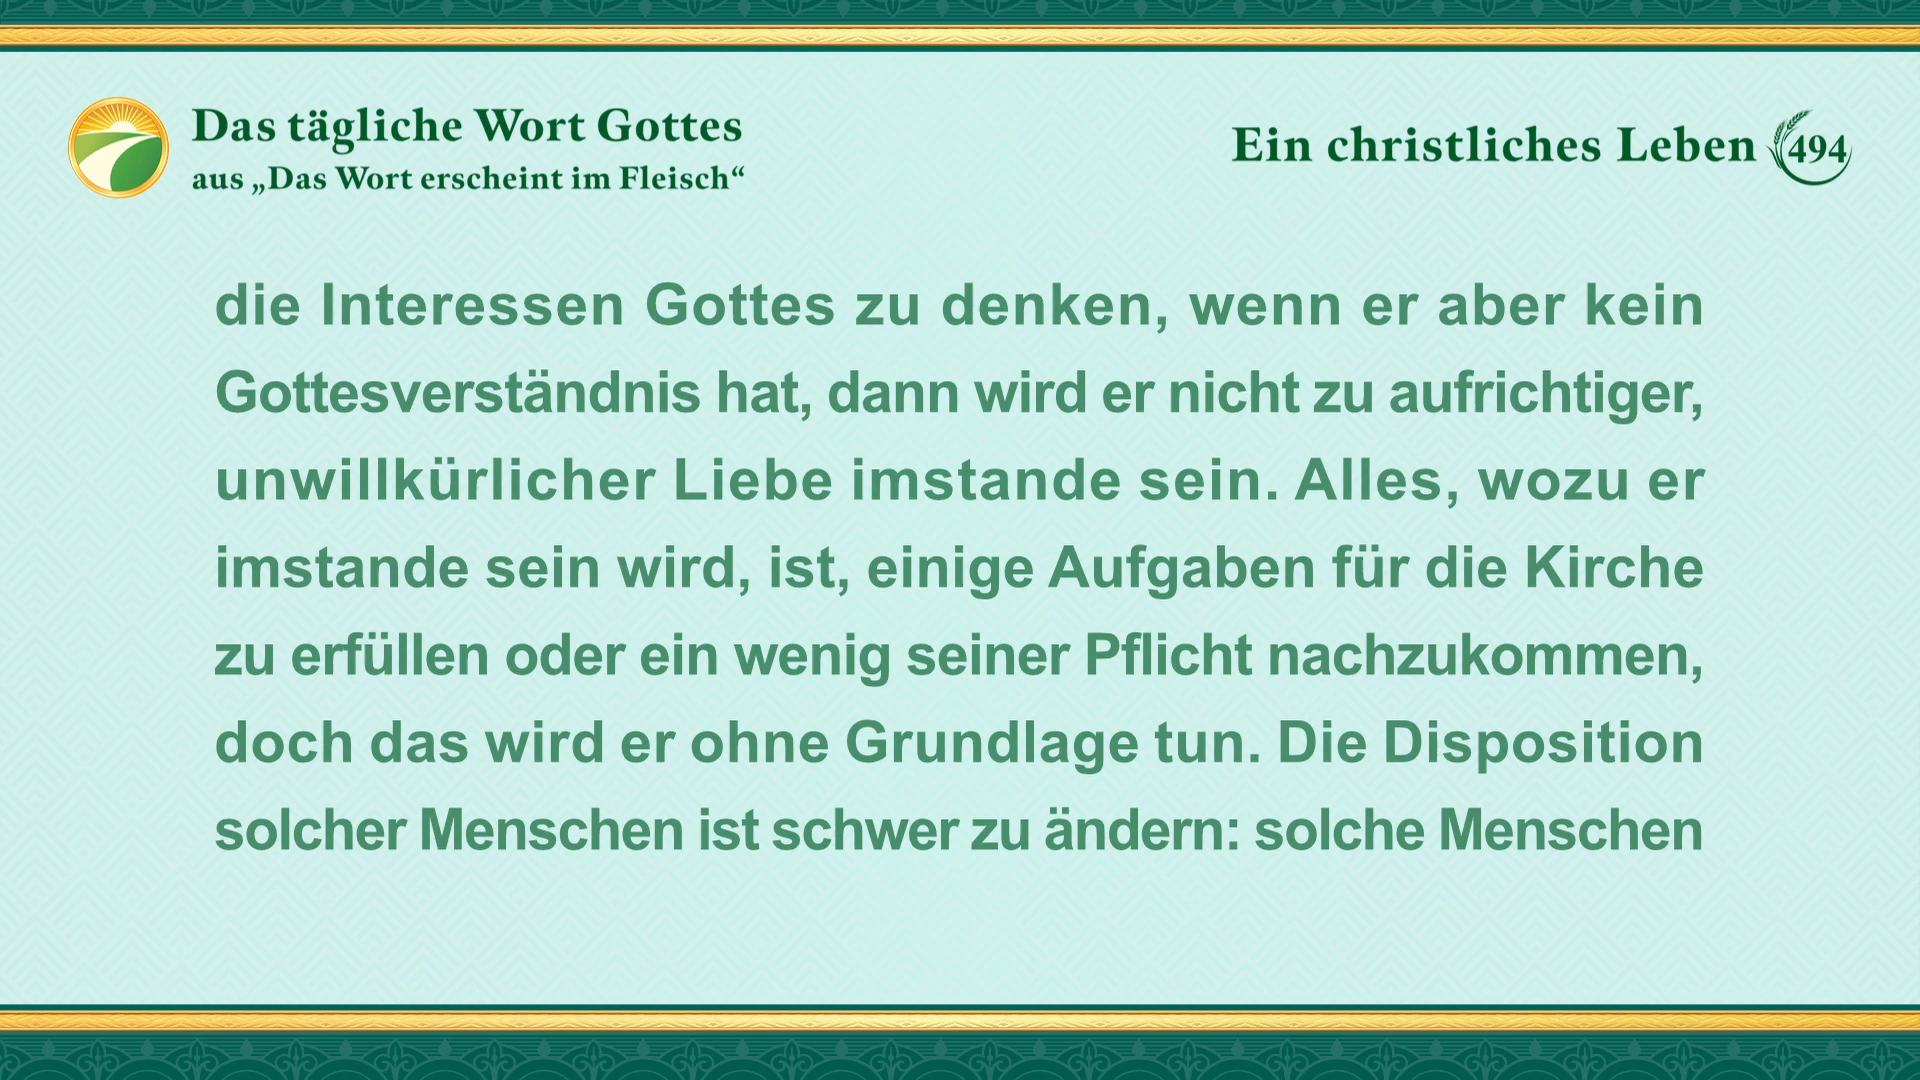 Das tägliche Wort Gottes
aus „Das Wort erscheint im Fleisch“
Ein christliches Leben 494
die Interessen Gottes zu denken, wenn er aber kein
Gottesverständnis hat, dann wird er nicht zu aufrichtiger,
unwillkürlicher Liebe imstande sein. Alles, wozu er
imstande sein wird, ist, einige Aufgaben für die Kirche
zu erfüllen oder ein wenig seiner Pflicht nachzukommen,
doch das wird er ohne Grundlage tun. Die Disposition
solcher Menschen ist schwer zu ändern: solche Menschen